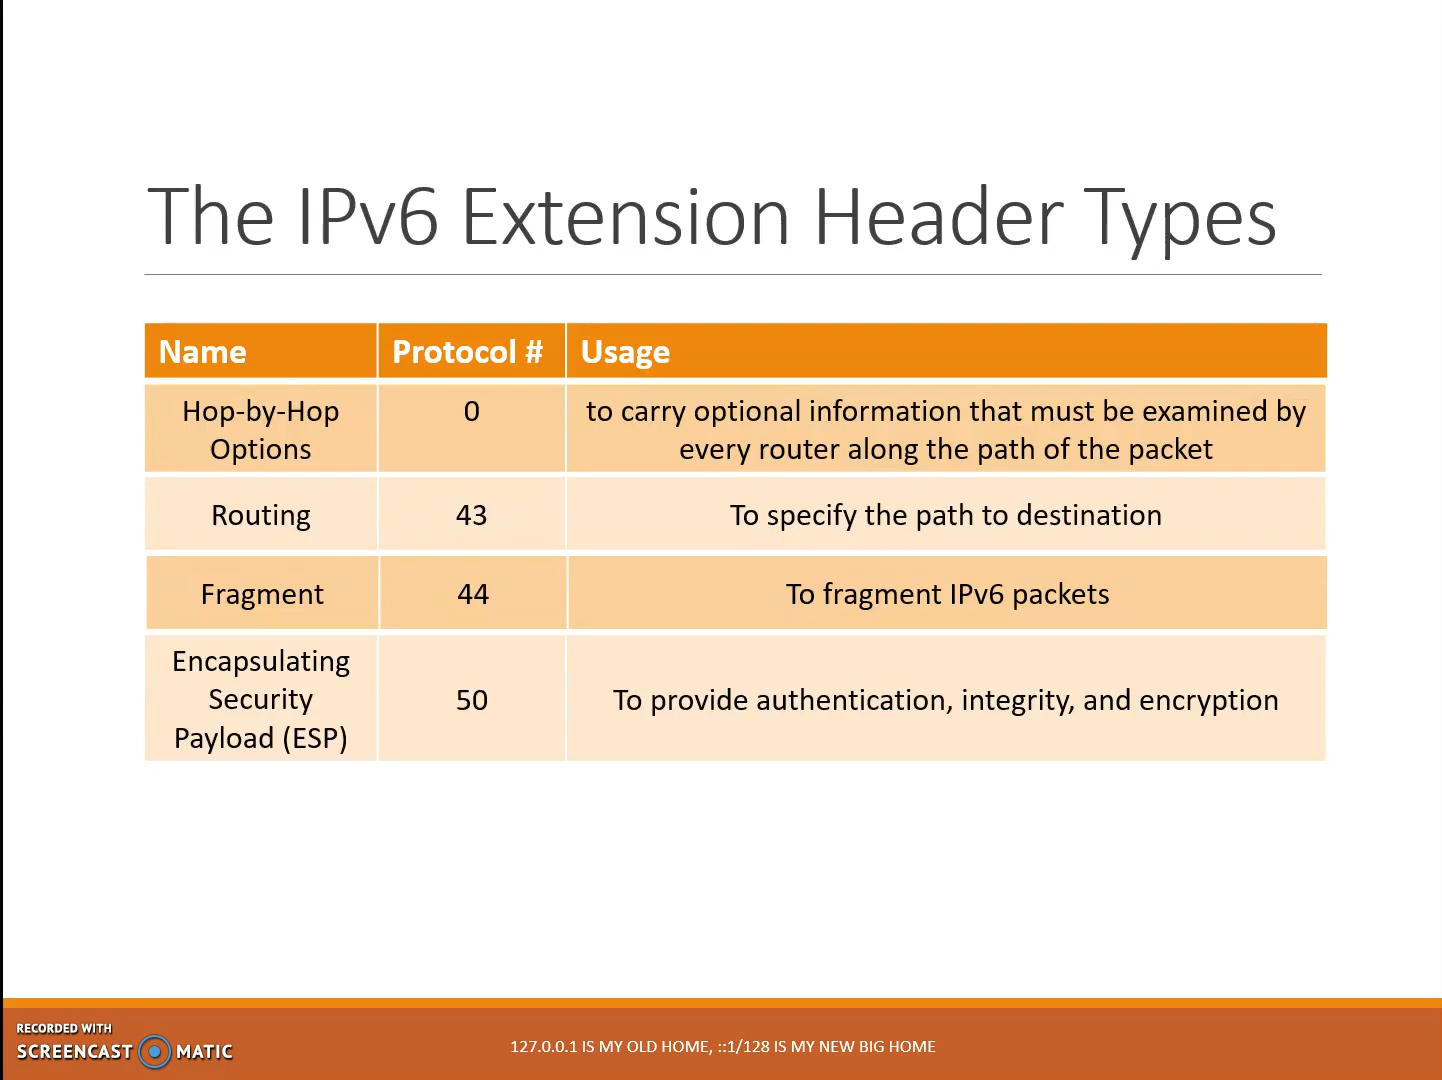 The IPv6 Extension Header Types
Name Protocol # Usage
Hop-by-Hop
Options
0
to carry optional information that must be examined by
every router along the path of the packet
Routing 43 To specify the path to destination
Fragment 44 To fragment IPv6 packets
Encapsulating
Security
Payload (ESP)
50
To provide authentication, integrity, and encryption
RECORDED WITH
SCREENCAST MATIC
127.0.0.1 IS MY OLD HOME, ::1/128 IS MY NEW BIG HOME